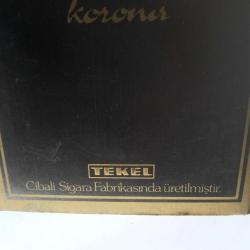 korona
TEKEL
Cibali Sigara Fabrikasında üretilmiştir.